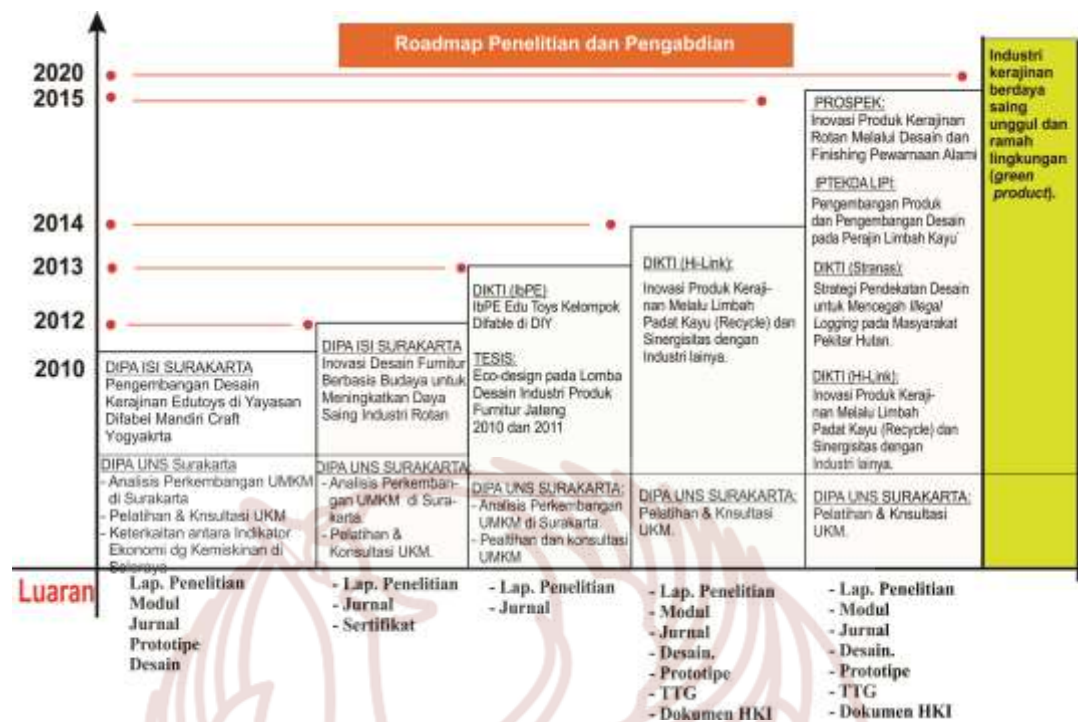 Roadmap Penelitian dan Pengabdian
2020
2015
2014
2013
2012
2010
DIPA ISI SURAKARTA
Pengembangan Desain
Kerajinan Edutoys di Yayasan
Difabel Mandiri Craft
Yogyakrta
DIPA UNS Surakarta
- Analisis Perkembangan UMKM
di Surakarta
- Pelatihan & Knsultasi UKM
- Keterkaitan antara Indikator
Ekonomi dg Kemiskinan di
Soloraya
DIPA ISI SURAKARTA
Inovasi Desain Furnitur
Berbasis Budaya untuk
Meningkatkan Daya
Saing Industri Rotan
DIPA UNS SURAKARTA:
- Analisis Perkemban-
gan UMKM di Sura-
karta.
- Pelatihan &
Konsultasi UKM.
DIKTI (IbPE)
IbPE Edu Toys Kelompok
Difable di DIY
TESIS:
Eco-design pada Lomba
Desain Industri Produk
Furnitur Jateng
2010 dan 2011
DIPA UNS SURAKARTA:
- Analisis Perkembangan
UMKM di Surakarta.
- Pealtihan dan konsultasi
UMKM
DIKTI (Hi-Link):
Inovasi Produk Keraji-
nan Melalu Limbah
Padat Kayu (Recycle) dan
Sinergisitas dengan
Industri lainya.
DIPA UNS SURAKARTA:
Pelatihan & Knsultasi
UKM.
PROSPEK:
Inovasi Produk Kerajinan
Rotan Melalui Desain dan
Finishing Pewarnaan Alami
IPTEKDA LIPI:
Pengembangan Produk
dan Pengembangan Desain
pada Perajin Limbah Kayu
DIKTI (Stranas):
Strategi Pendekatan Desain
untuk Mencegah Illegal
Logging pada Masyarakat
Pekitar Hutan.
DIKTI (Hi-Link):
Inovasi Produk Keraji-
nan Melalu Limbah
Padat Kayu (Recycle) dan
Sinergisitas dengan
Industri lainya.
DIPA UNS SURAKARTA:
Pelatihan & Knsultasi
UKM.
Industri
kerajinan
berdaya
saing
unggul dan
ramah
lingkungan
(green
product).
Luaran
Lap. Penelitian
Modul
Jurnal
Prototipe
Desain
- Lap. Penelitian
- Jurnal
- Sertifikat
- Lap. Penelitian
- Jurnal
- Lap. Penelitian
- Modul
- Jurnal
- Desain.
- Prototipe
- TTG
- Dokumen HKI
- Lap. Penelitian
- Modul
- Jurnal
- Desain.
- Prototipe
- TTG
- Dokumen HKI